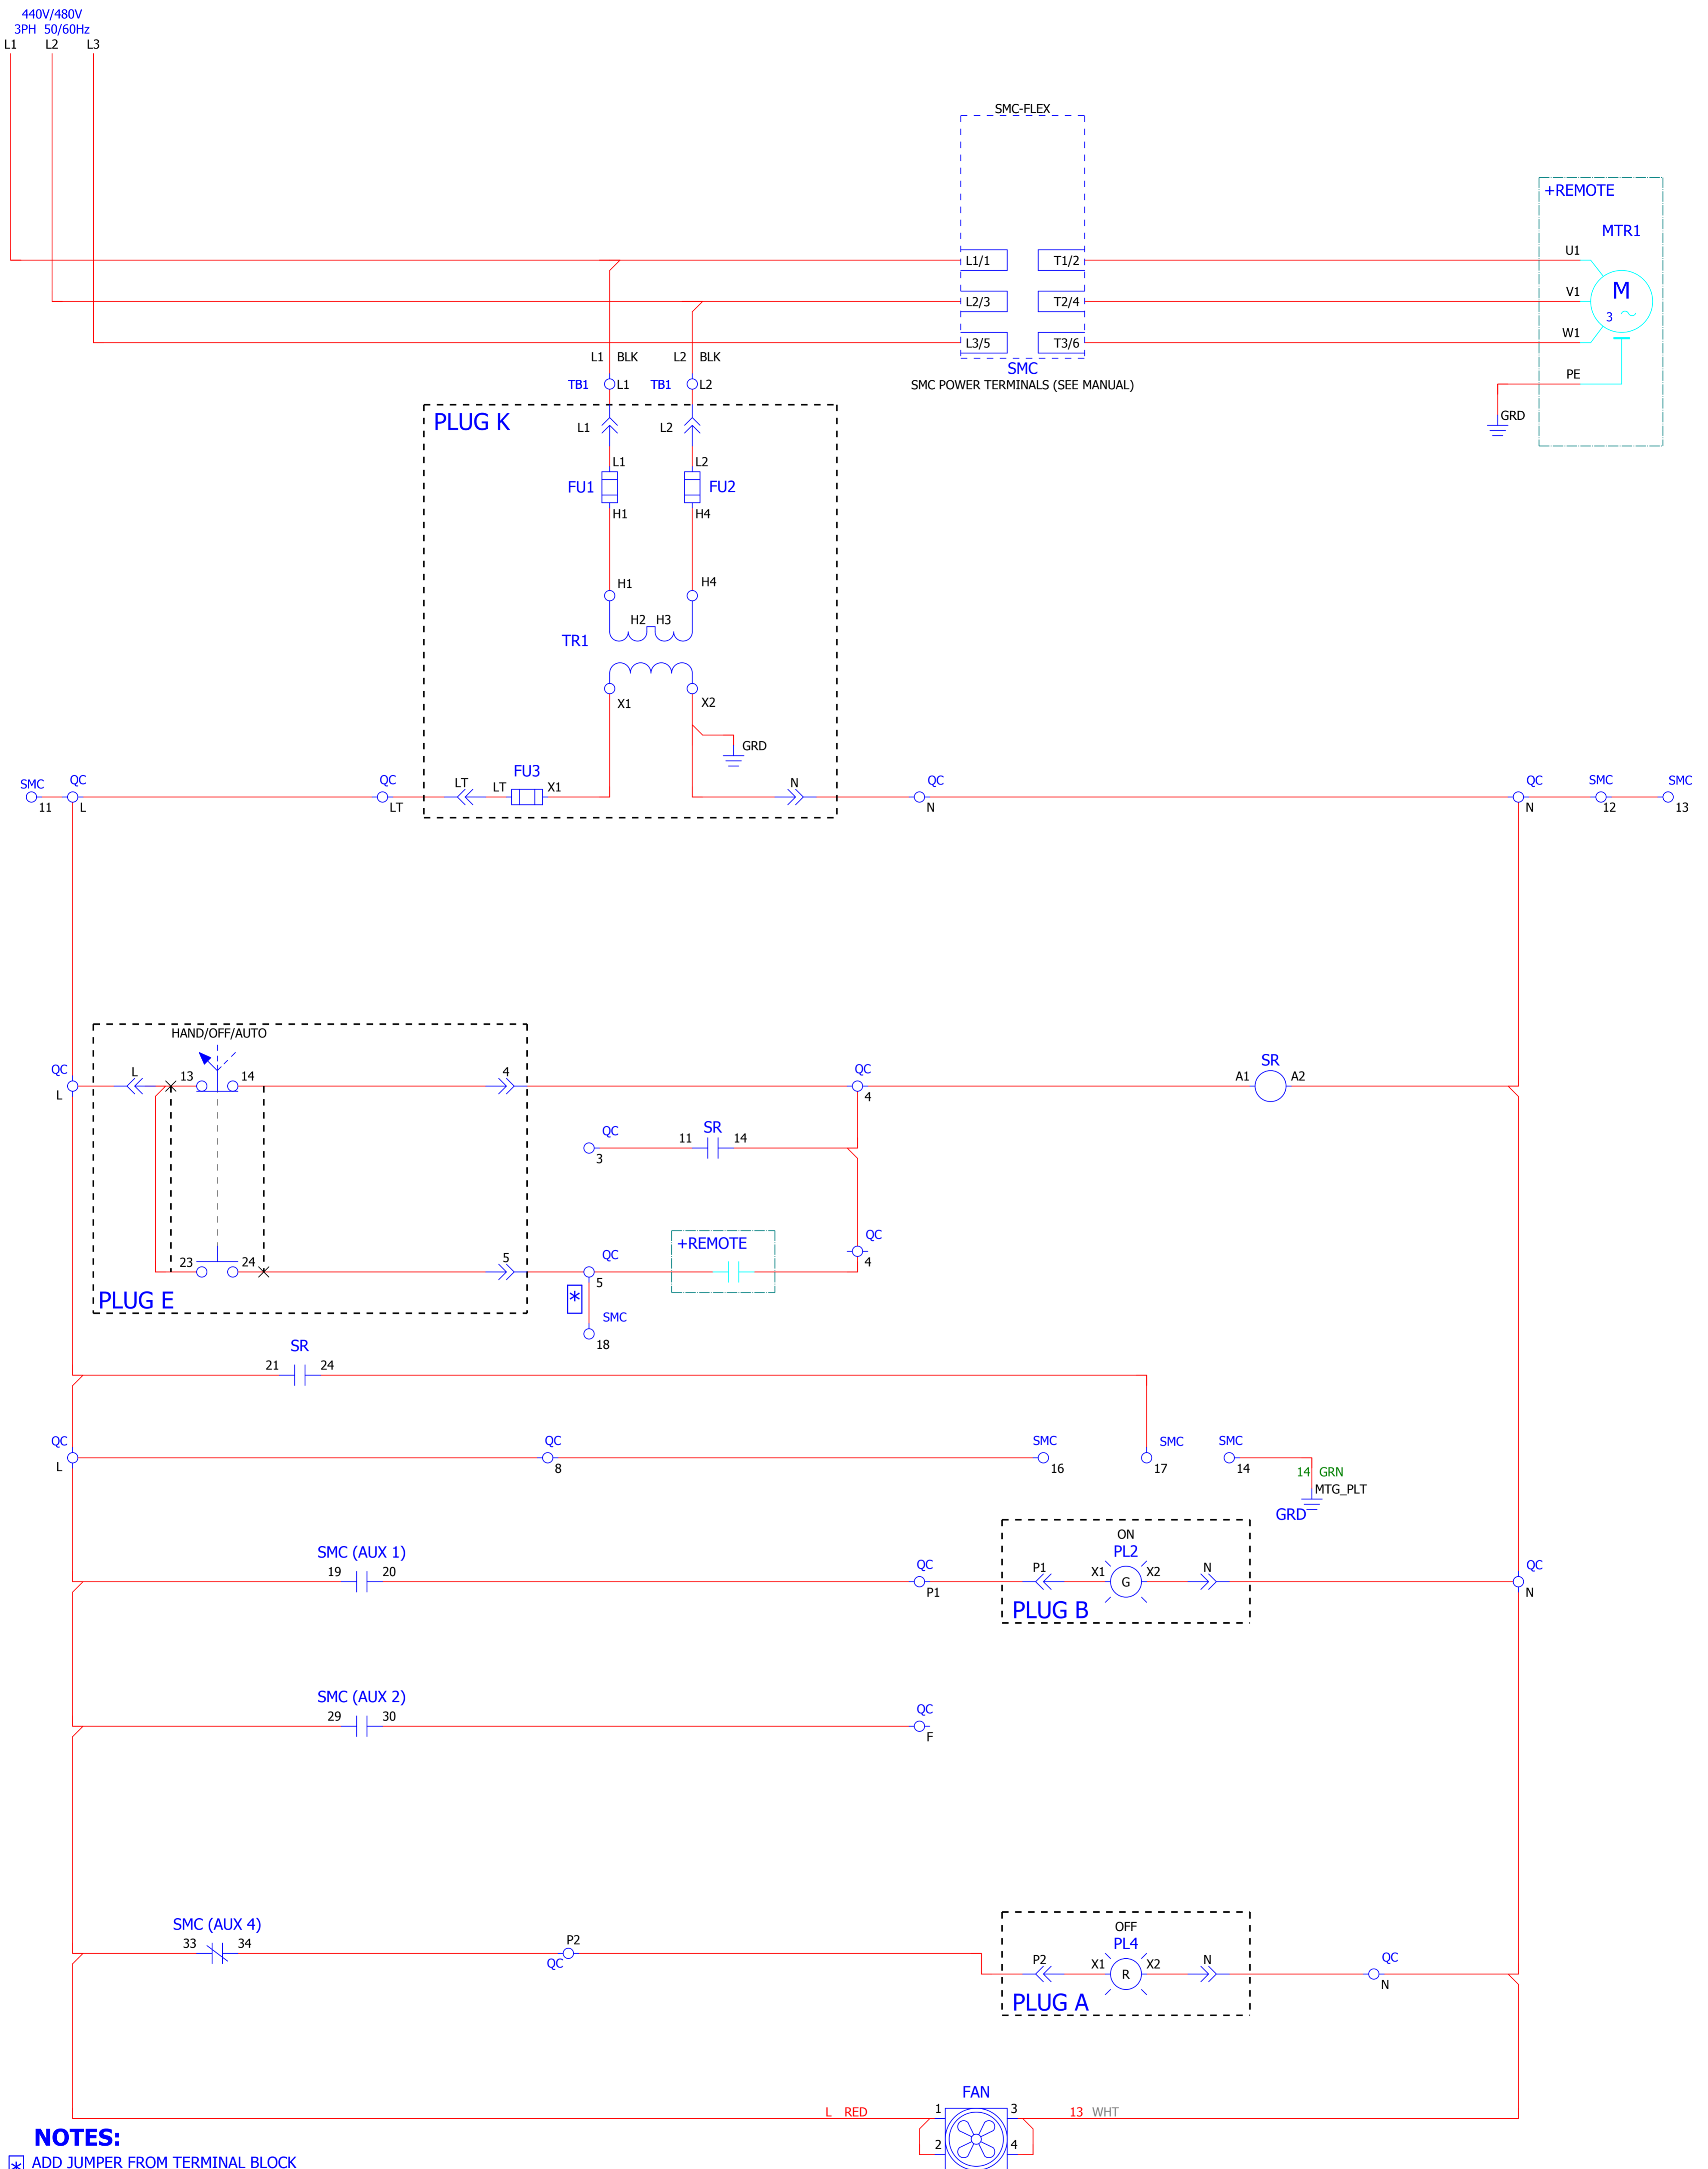 440V/480V
3PH 50/60Hz
L1 L2 L3
SMC-FLEX
+REMOTE
MTR1
U1
L1/1 T1/2
V1 M
L2/3 T2/4
3
W1
L3/5 T3/6
L1 BLK L2 BLK
SMC
PE
TB1 L1 TB1 L2
SMC POWER TERMINALS (SEE MANUAL)
PLUG K
GRD
L1 L2
L1 L2
FU1 FU2
H1 H4
H1 H4
H2 H3
TR1
X1 X2
GRD
FU3
SMC QC QC LT LT X1 N QC QC SMC SMC
11 L LT N N 12 13
HAND/OFF/AUTO
QC L 13 14 4 QC SR
A1 A2
L 4
QC 11 SR 14
3
QC
+REMOTE
23 24 5 QC
5 4
PLUG E
*
SMC
18
SR
21 24
QC QC SMC SMC SMC
L 8 16 17 14
14 GRN
MTG_PLT
GRD
ON
SMC (AUX 1) PL2
19 20 QC P1 X1 G X2 N QC
P1 N
PLUG B
SMC (AUX 2)
29 30 QC
F
SMC (AUX 4) OFF
33 34 P2 PL4
QC P2 X1 R X2 N QC
N
PLUG A
FAN
L RED 1 3 13 WHT
2 4
NOTES:
* ADD JUMPER FROM TERMINAL BLOCK